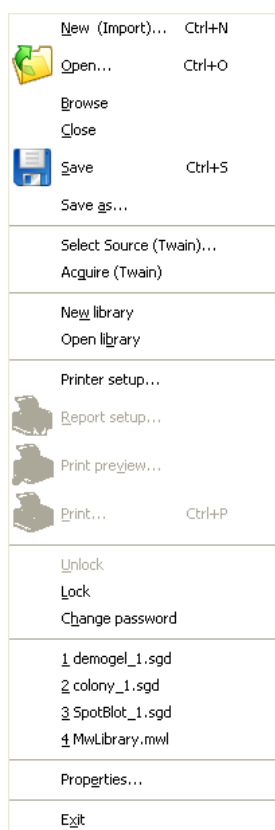 New (Import)... Ctrl+N
Open... Ctrl+O
Browse
Close
Save Ctrl+S
Save as...
Select Source (Twain)...
Acquire (Twain)
New library
Open library
Printer setup...
Report setup...
Print preview...
Print... Ctrl+P
Unlock
Lock
Change password
1 demogel_1.sgd
2 colony_1.sgd
3 SpotBlot_1.sgd
4 MwLibrary.mwl
Properties...
Exit